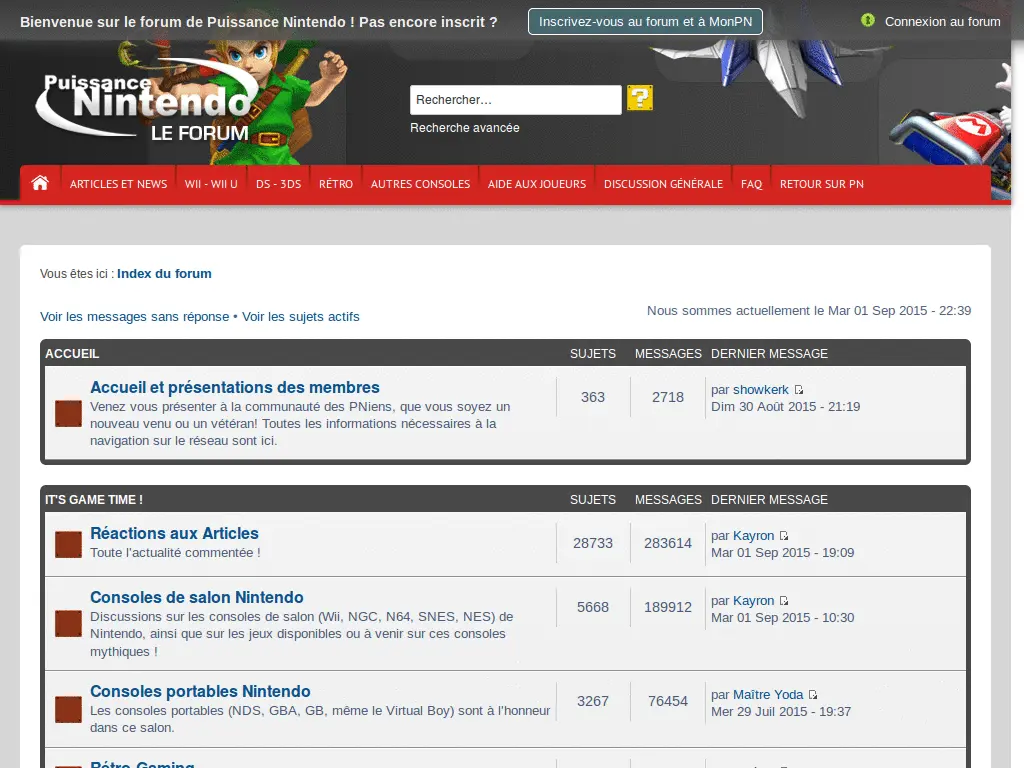 Bienvenue sur le forum de Puissance Nintendo ! Pas encore inscrit ?
Inscrivez-vous au forum et à MonPN
Connexion au forum
Puissance
Nintendo
LE FORUM
Rechercher…
Recherche avancée
ARTICLES ET NEWS
WII - WII U
DS - 3DS
RÉTRO
AUTRES CONSOLES
AIDE AUX JOUEURS
DISCUSSION GÉNÉRALE
FAQ
RETOUR SUR PN
Vous êtes ici : Index du forum
Voir les messages sans réponse • Voir les sujets actifs
Nous sommes actuellement le Mar 01 Sep 2015 - 22:39
ACCUEIL SUJETS MESSAGES DERNIER MESSAGE
Accueil et présentations des membres
Venez vous présenter à la communauté des PNiens, que vous soyez un
nouveau venu ou un vétéran! Toutes les informations nécessaires à la
navigation sur le réseau sont ici.
363
2718
par showkerk
Dim 30 Août 2015 - 21:19
IT'S GAME TIME ! SUJETS MESSAGES DERNIER MESSAGE
Réactions aux Articles
Toute l'actualité commentée !
28733
283614
par Kayron
Mar 01 Sep 2015 - 19:09
Consoles de salon Nintendo
Discussions sur les consoles de salon (Wii, NGC, N64, SNES, NES) de
Nintendo, ainsi que sur les jeux disponibles ou à venir sur ces consoles
mythiques !
5668
189912
par Kayron
Mar 01 Sep 2015 - 10:30
Consoles portables Nintendo
Les consoles portables (NDS, GBA, GB, même le Virtual Boy) sont à l'honneur
dans ce salon.
3267
76454
par Maître Yoda
Mer 29 Juil 2015 - 19:37
Rétro Gaming